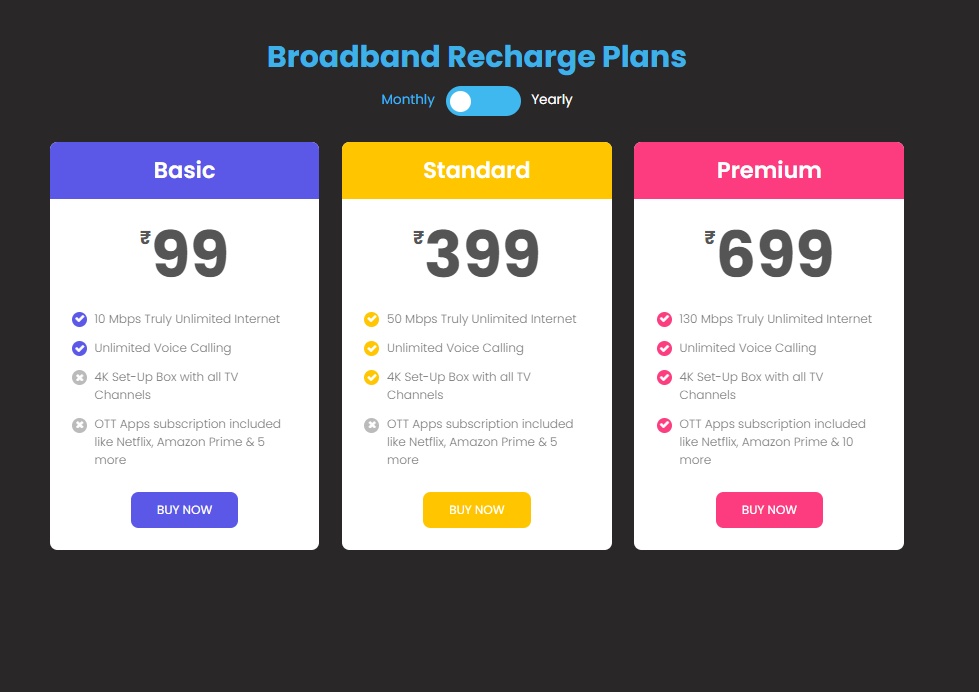 Broadband Recharge Plans
Monthly Yearly
Basic
₹99
10 Mbps Truly Unlimited Internet
Unlimited Voice Calling
4K Set-Up Box with all TV
Channels
OTT Apps subscription included
like Netflix, Amazon Prime & 5
more
BUY NOW
Standard
₹399
50 Mbps Truly Unlimited Internet
Unlimited Voice Calling
4K Set-Up Box with all TV
Channels
OTT Apps subscription included
like Netflix, Amazon Prime & 5
more
BUY NOW
Premium
₹699
130 Mbps Truly Unlimited Internet
Unlimited Voice Calling
4K Set-Up Box with all TV
Channels
OTT Apps subscription included
like Netflix, Amazon Prime & 10
more
BUY NOW